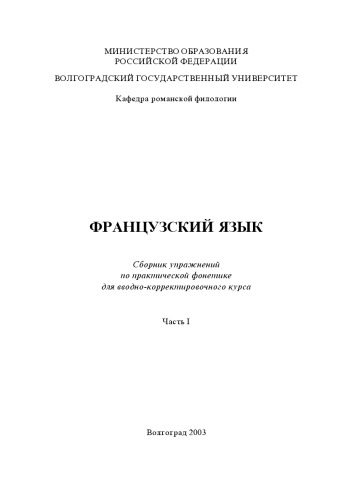 МИНИСТЕРСТВО ОБРАЗОВАНИЯ
РОССИЙСКОЙ ФЕДЕРАЦИИ
ВОЛГОГРАДСКИЙ ГОСУДАРСТВЕННЫЙ УНИВЕРСИТЕТ
Кафедра романской филологии
ФРАНЦУЗСКИЙ ЯЗЫК
Сборник упражнений
по практической фонетике
для вводно-корректировочного курса
Часть I
Волгоград 2003